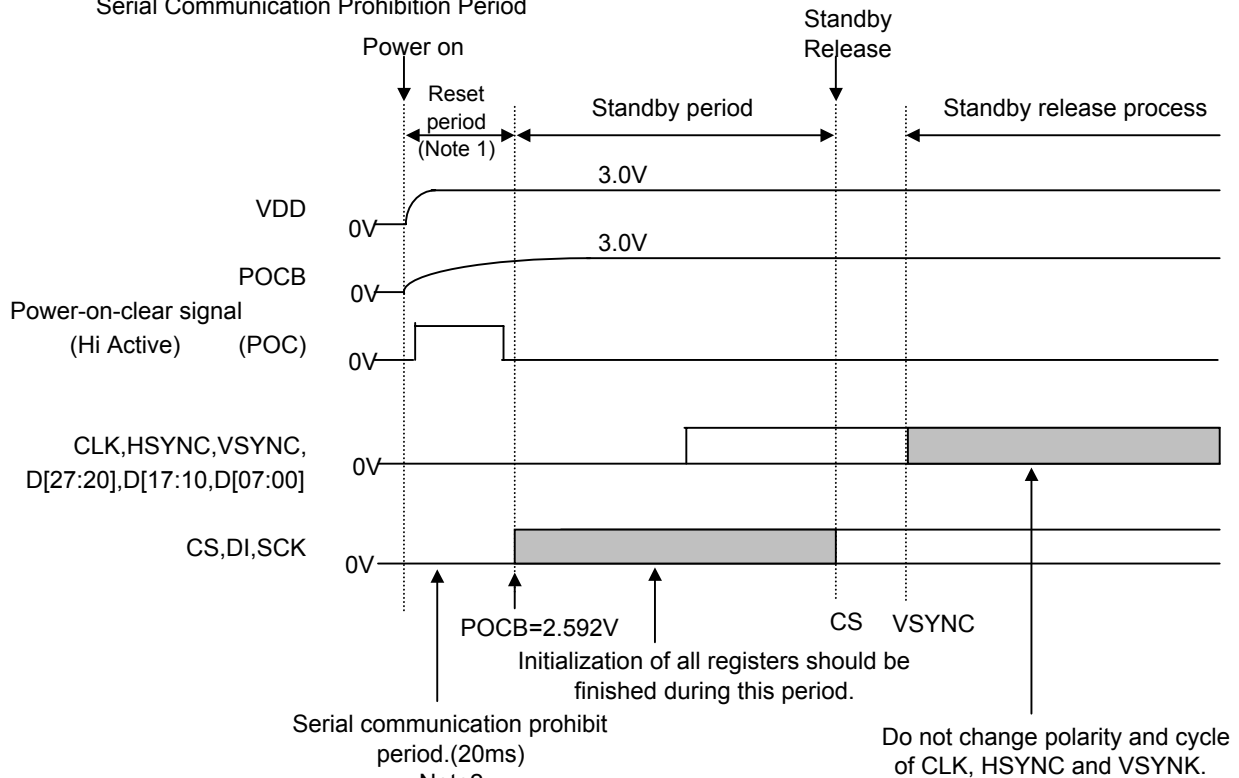 Serial Communication Prohibition Period
Power on
Standby
Release
Reset
period
(Note 1)
Standby period
Standby release process
3.0V
VDD
0V
3.0V
POCB
0V
Power-on-clear signal
(Hi Active) (POC)
0V
CLK,HSYNC,VSYNC,
D[27:20],D[17:10,D[07:00]
0V
CS,DI,SCK
0V
POCB=2.592V
CS VSYNC
Initialization of all registers should be
finished during this period.
Serial communication prohibit
period.(20ms)
Note2
Do not change polarity and cycle
of CLK, HSYNC and VSYNK.